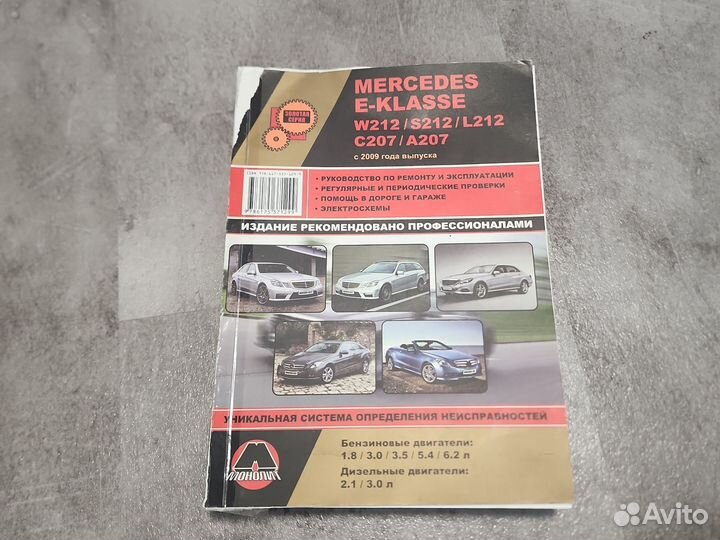 MERCEDES
E-KLASSE
W212 / S212 / L212
C207 / A207
с 2009 года выпуска
ЗОЛОТАЯ
СЕРИЯ
• РУКОВОДСТВО ПО РЕМОНТУ И ЭКСПЛУАТАЦИИ
• РЕГУЛЯРНЫЕ И ПЕРИОДИЧЕСКИЕ ПРОВЕРКИ
• ПОМОЩЬ В ДОРОГЕ И ГАРАЖЕ
• ЭЛЕКТРОСХЕМЫ
ИЗДАНИЕ РЕКОМЕНДОВАНО ПРОФЕССИОНАЛАМИ
УНИКАЛЬНАЯ СИСТЕМА ОПРЕДЕЛЕНИЯ НЕИСПРАВНОСТЕЙ
МОНОЛИТ
Бензиновые двигатели:
1.8 / 3.0 / 3.5 / 5.4 / 6.2 л
Дизельные двигатели:
2.1 / 3.0 л
Avito